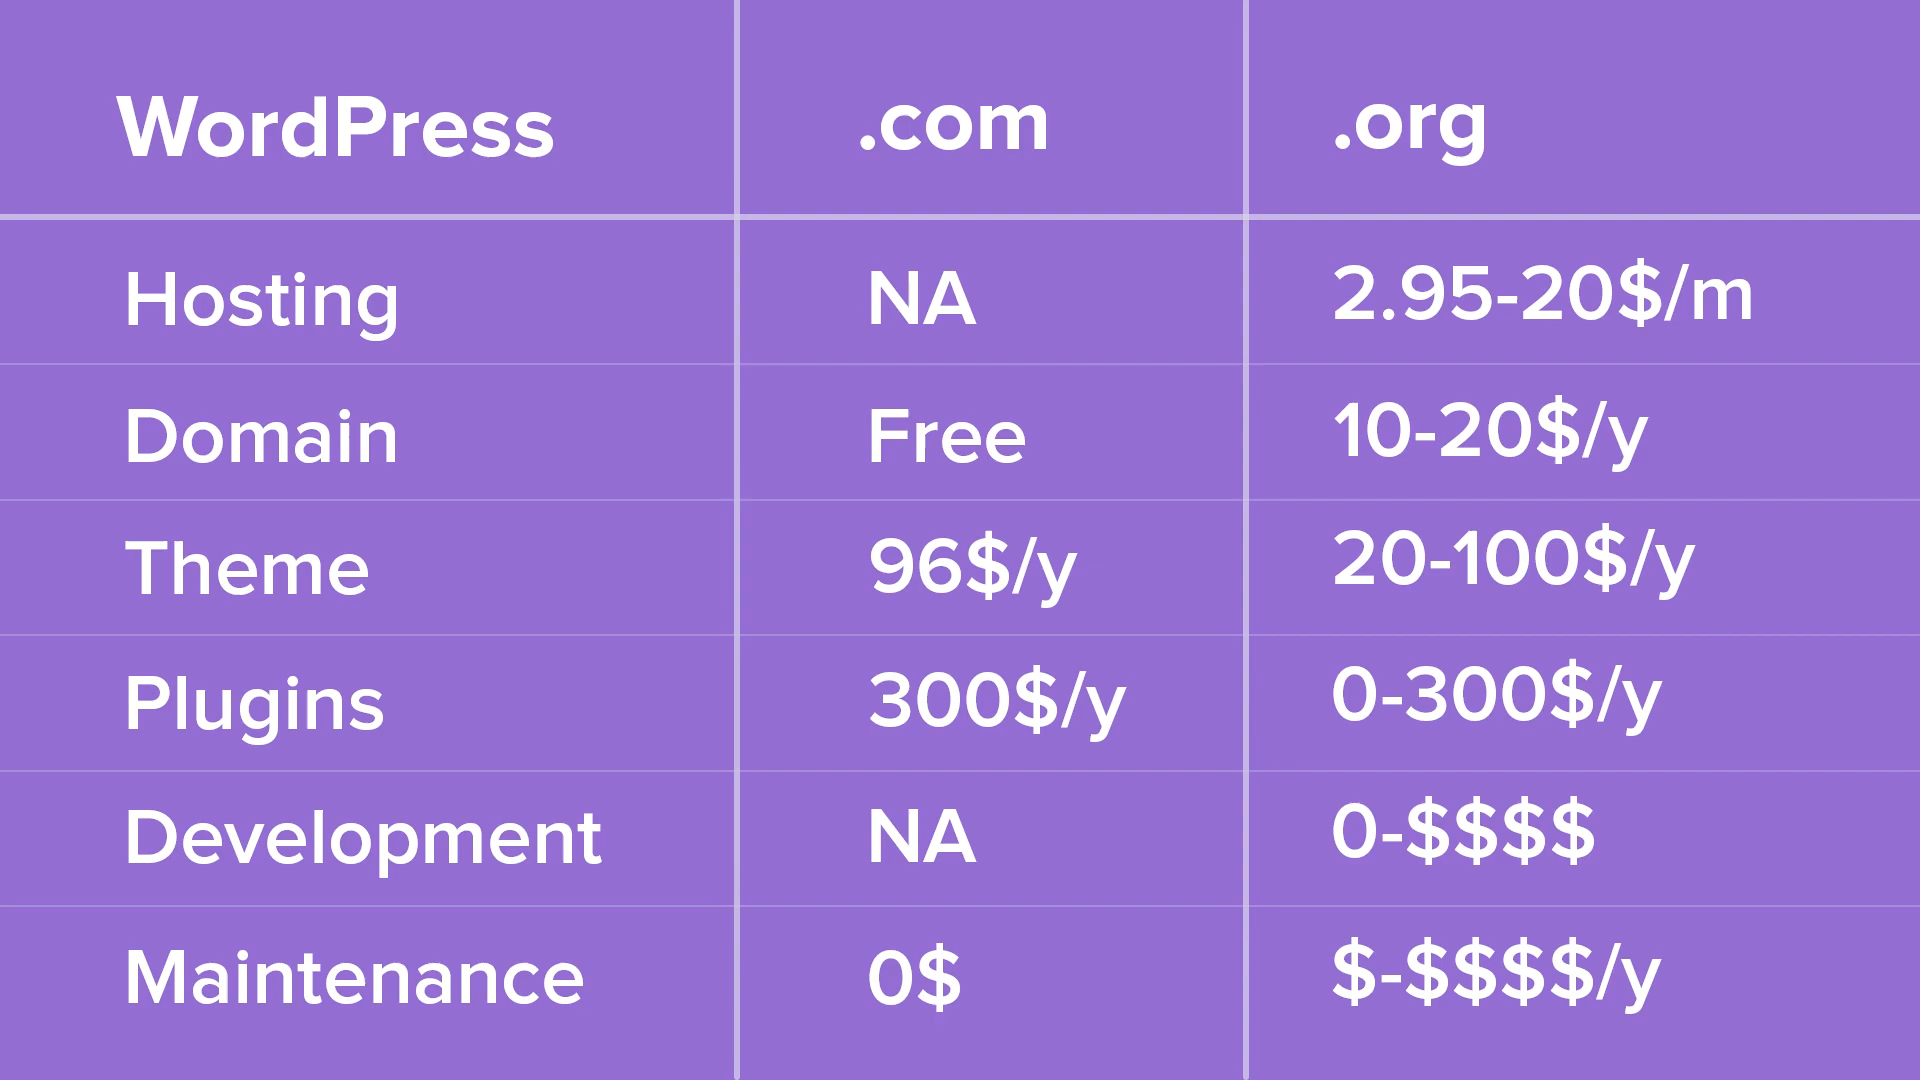 WordPress .com .org
Hosting NA 2.95-20$/m
Domain Free 10-20$/y
Theme 96$/y 20-100$/y
Plugins 300$/y 0-300$/y
Development NA 0-$$$$
Maintenance 0$ $-$$$$/y